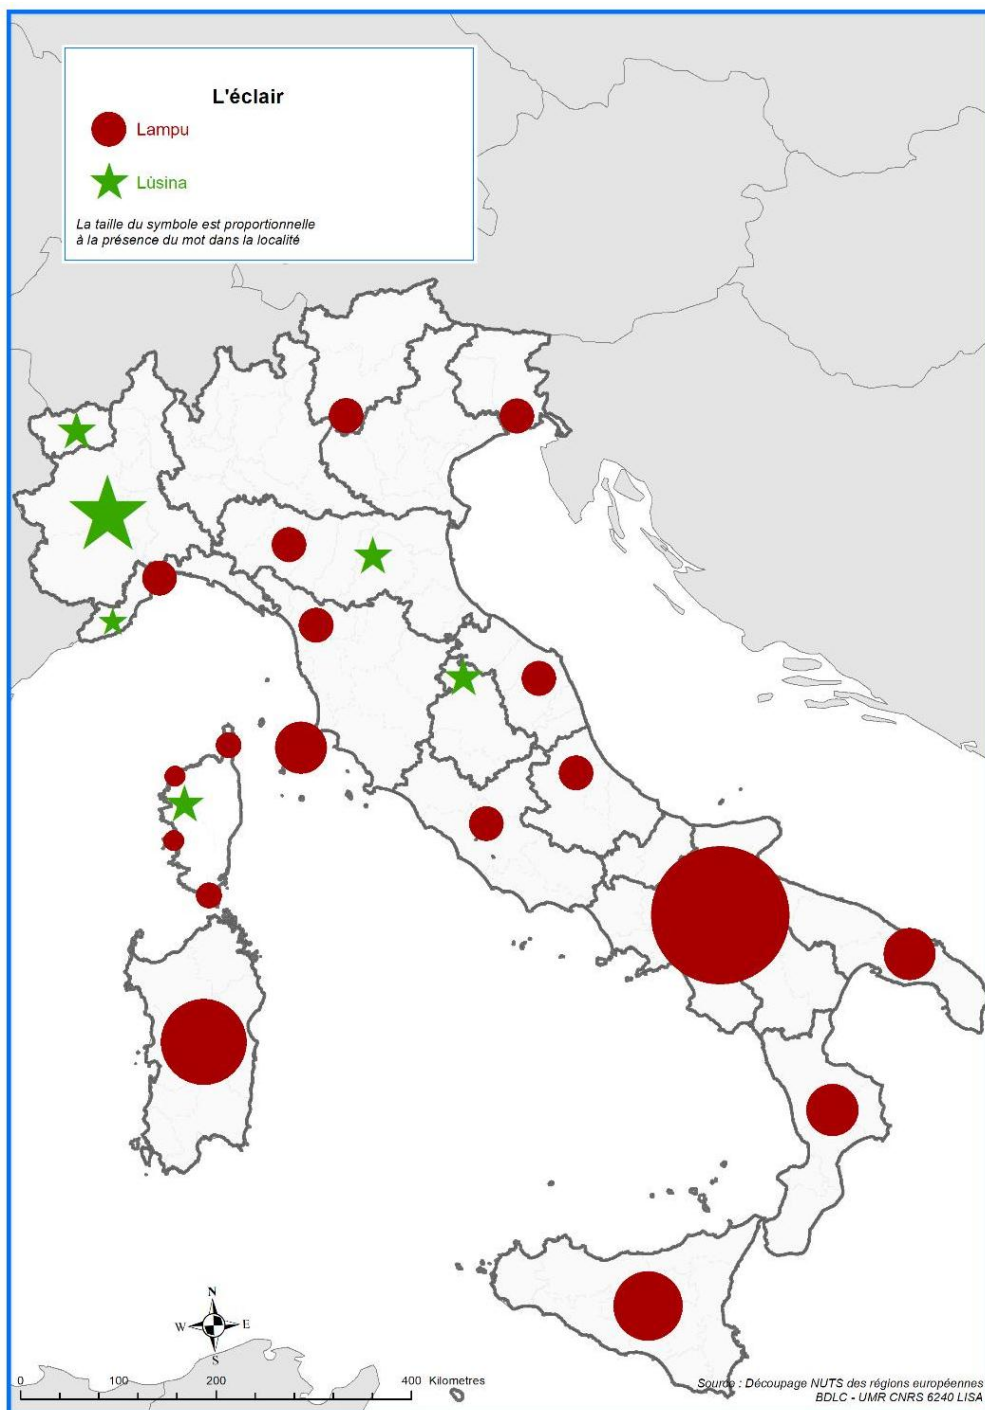 L'éclair
Lampu
Lùsina
La taille du symbole est proportionnelle
à la présence du mot dans la localité
N
W
E
S
0
100
200
400 Kilometres
Source : Découpage NUTS des régions européennes
BDLC - UMR CNRS 6240 LISA